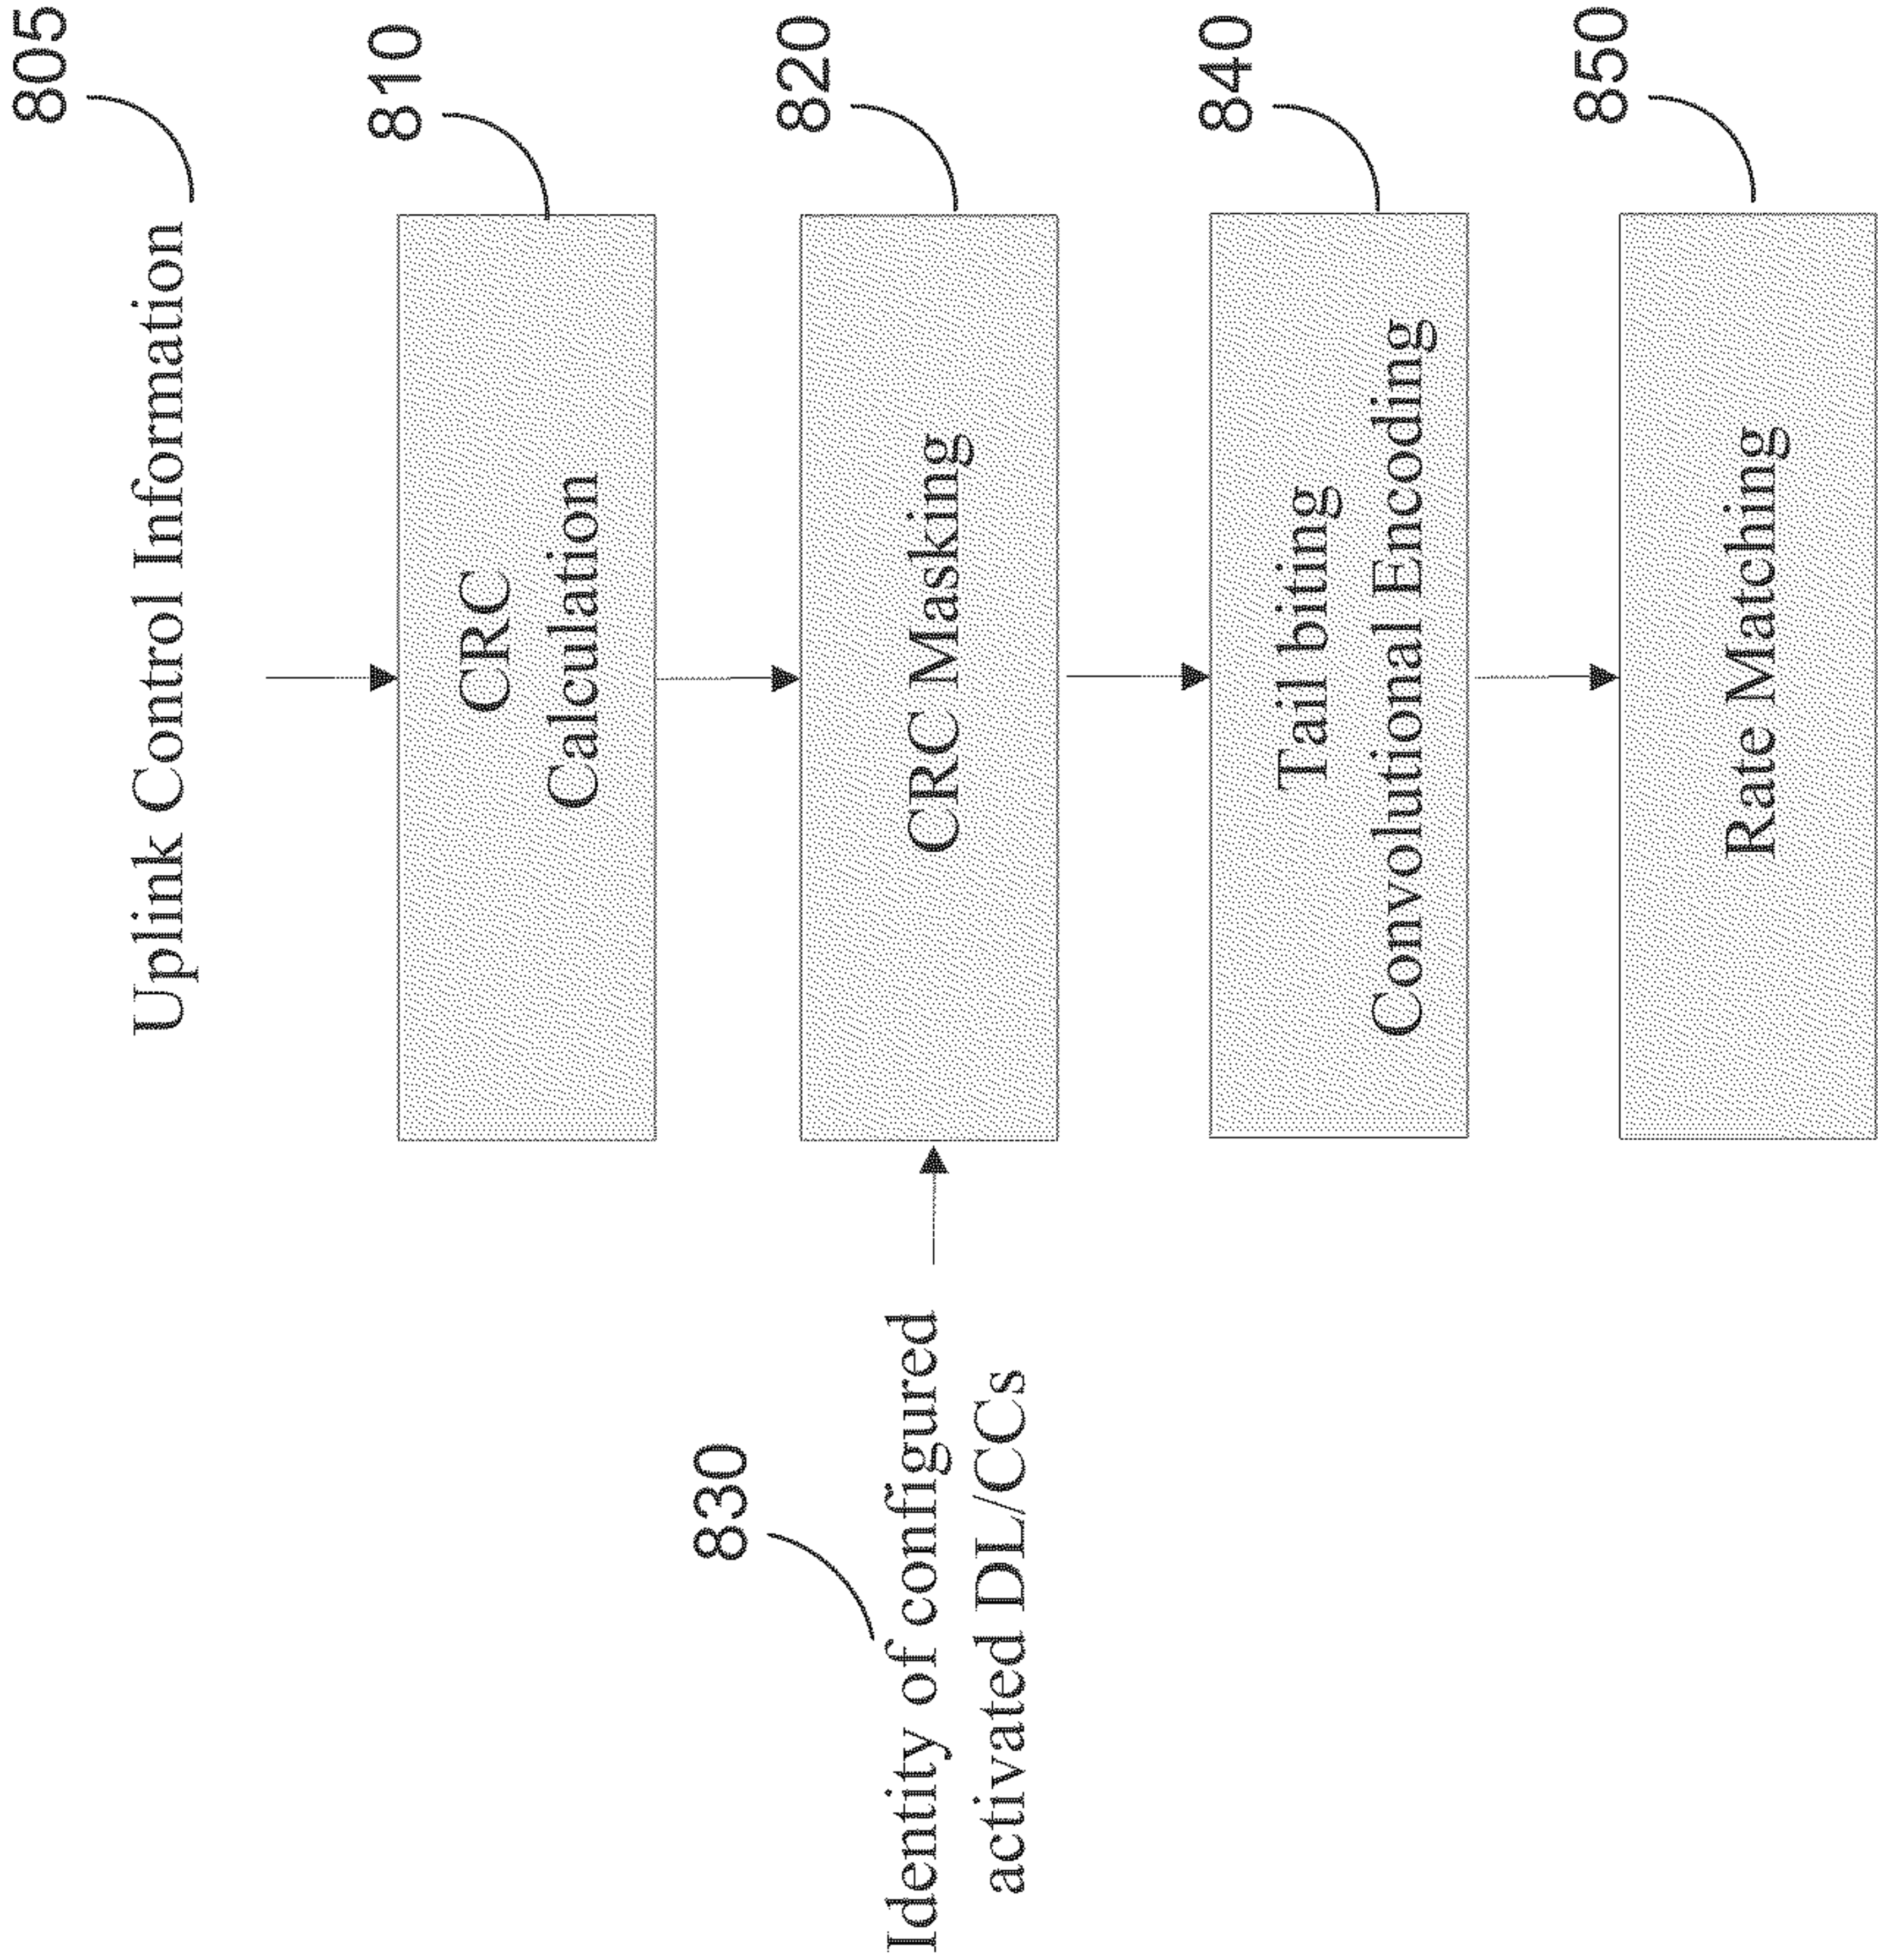 Uplink Control Information
805
CRC
Calculation
810
CRC Masking
820
Identity of configured
activated DL/CCs
830
Tail biting
Convolutional Encoding
840
Rate Matching
850